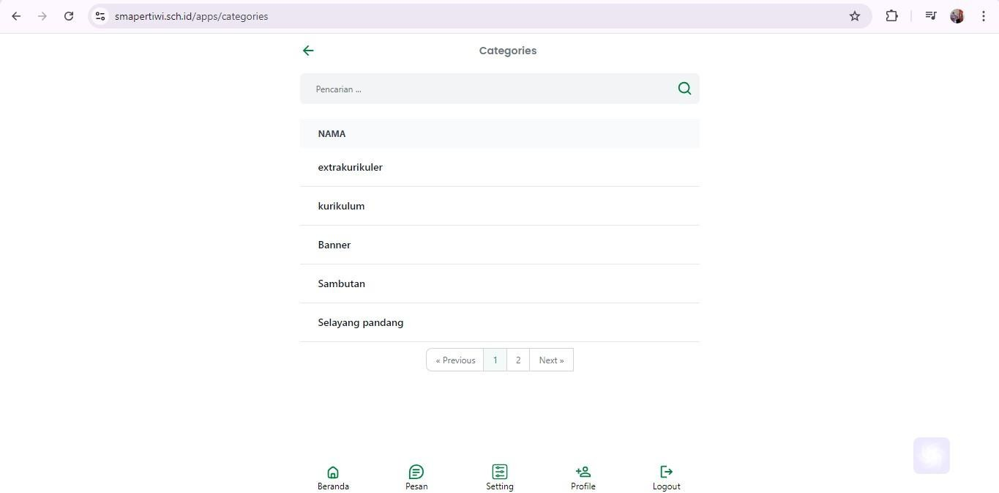 smapertiwi.sch.id/apps/categories
Categories
Pencarian ...
NAMA
extrakurikuler
kurikulum
Banner
Sambutan
Selayang pandang
« Previous 1 2 Next »
Beranda Pesan Setting Profile Logout